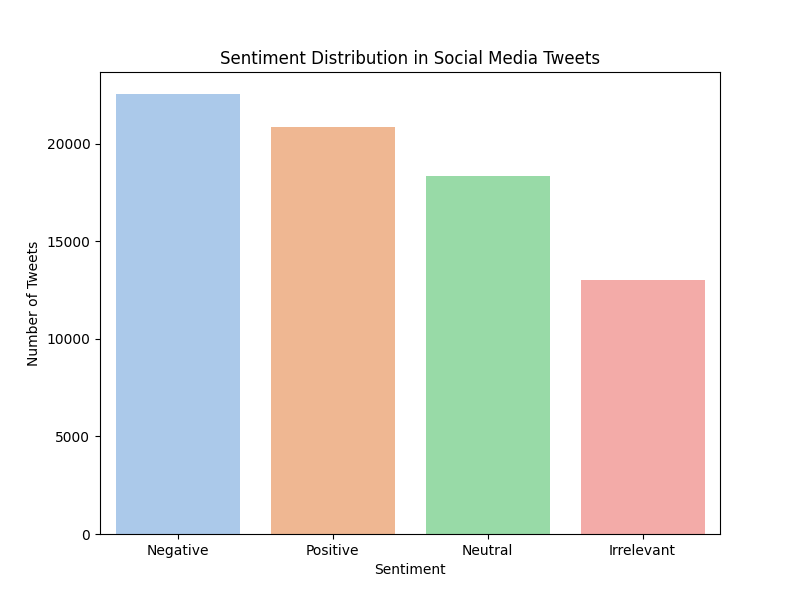 Sentiment Distribution in Social Media Tweets
20000
15000
10000
5000
0
Number of Tweets
Negative Positive Neutral Irrelevant
Sentiment